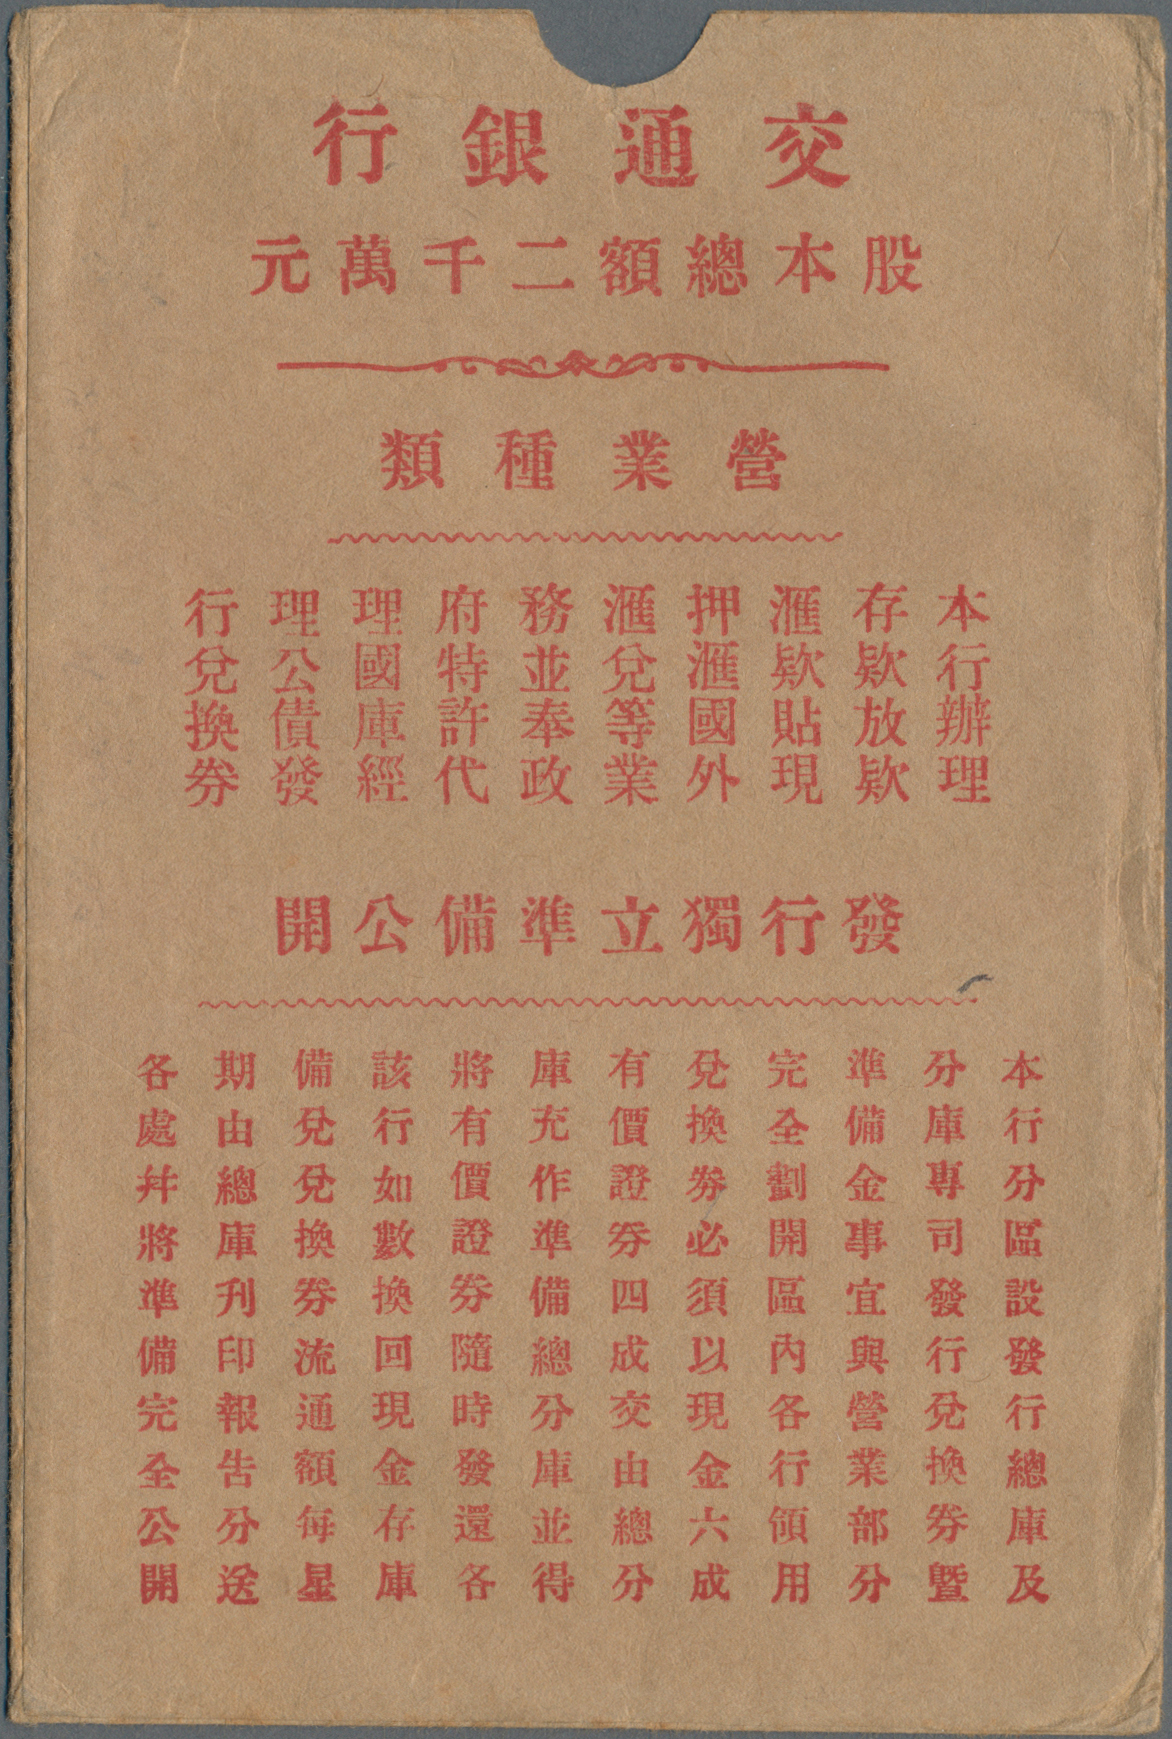 交通銀行
股本總額二千萬元
營業種類
本行辦理
存欵放欵
滙欵貼現
押滙國外
滙兌等業
務並奉政
府特許代
理國庫經
理公債發
行兌換券
發行獨立準備公開
本行分區設發行總庫及
分庫專司發行兌換券曁
準備金事宜與營業部分
完全劃開區內各行領用
兌換券必須以現金六成
有價證券四成交由總分
庫充作準備總分庫並得
將有價證券隨時發還各
該行如數換回現金存庫
備兌兌換券流通額每星
期由總庫刋印報告分送
各處幷將準備完全公開